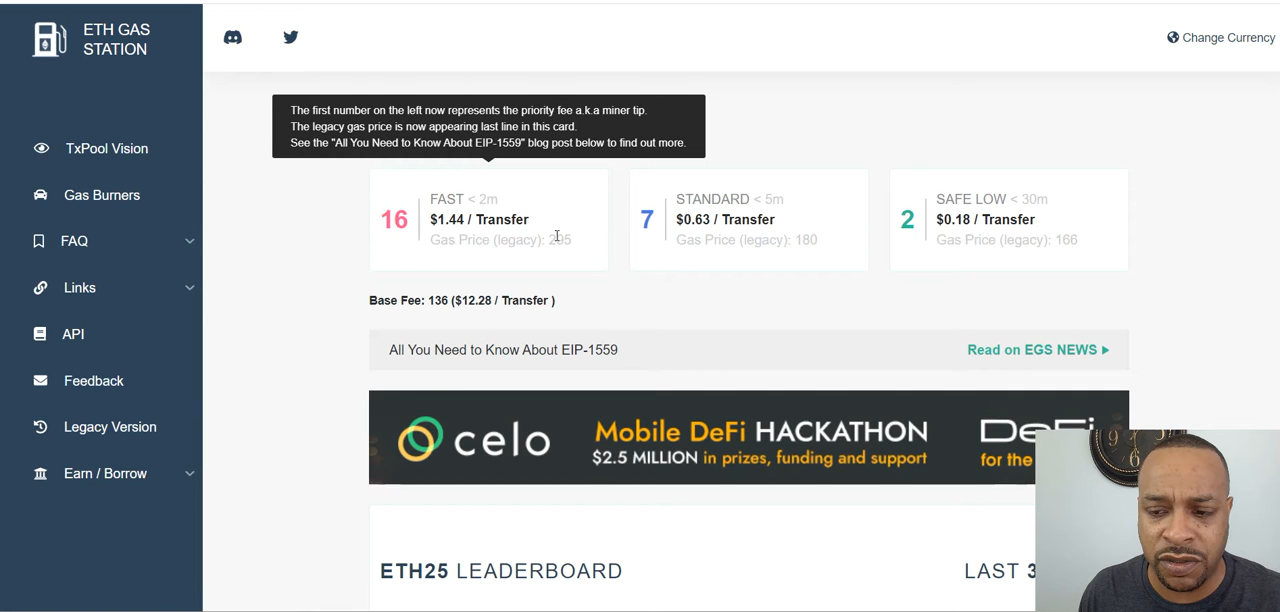 ETH GAS
STATION
Change Currency
The first number on the left now represents the priority fee a.k.a miner tip.
The legacy gas price is now appearing last line in this card.
See the "All You Need to Know About EIP-1559" blog post below to find out more.
TxPool Vision
Gas Burners
FAQ
Links
API
Feedback
Legacy Version
Earn / Borrow
16
FAST < 2m
$1.44 / Transfer
Gas Price (legacy): 295
7
STANDARD < 5m
$0.63 / Transfer
Gas Price (legacy): 180
2
SAFE LOW < 30m
$0.18 / Transfer
Gas Price (legacy): 166
Base Fee: 136 ($12.28 / Transfer )
All You Need to Know About EIP-1559
Read on EGS NEWS
celo
Mobile DeFi HACKATHON
$2.5 MILLION in prizes, funding and support
DeFi
for the
ETH25 LEADERBOARD
LAST
6